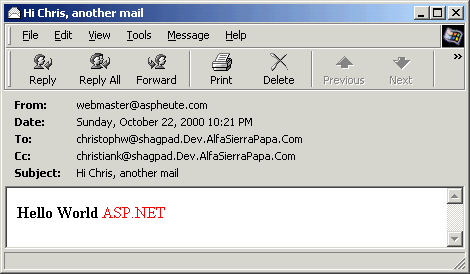 Hi Chris, another mail
File Edit View Tools Message Help
Reply Reply All Forward Print Delete Previous Next »
From: webmaster@aspheute.com
Date: Sunday, October 22, 2000 10:21 PM
To: christophw@shagpad.Dev.AlfaSierraPapa.Com
Cc: christiank@shagpad.Dev.AlfaSierraPapa.Com
Subject: Hi Chris, another mail
Hello World ASP.NET